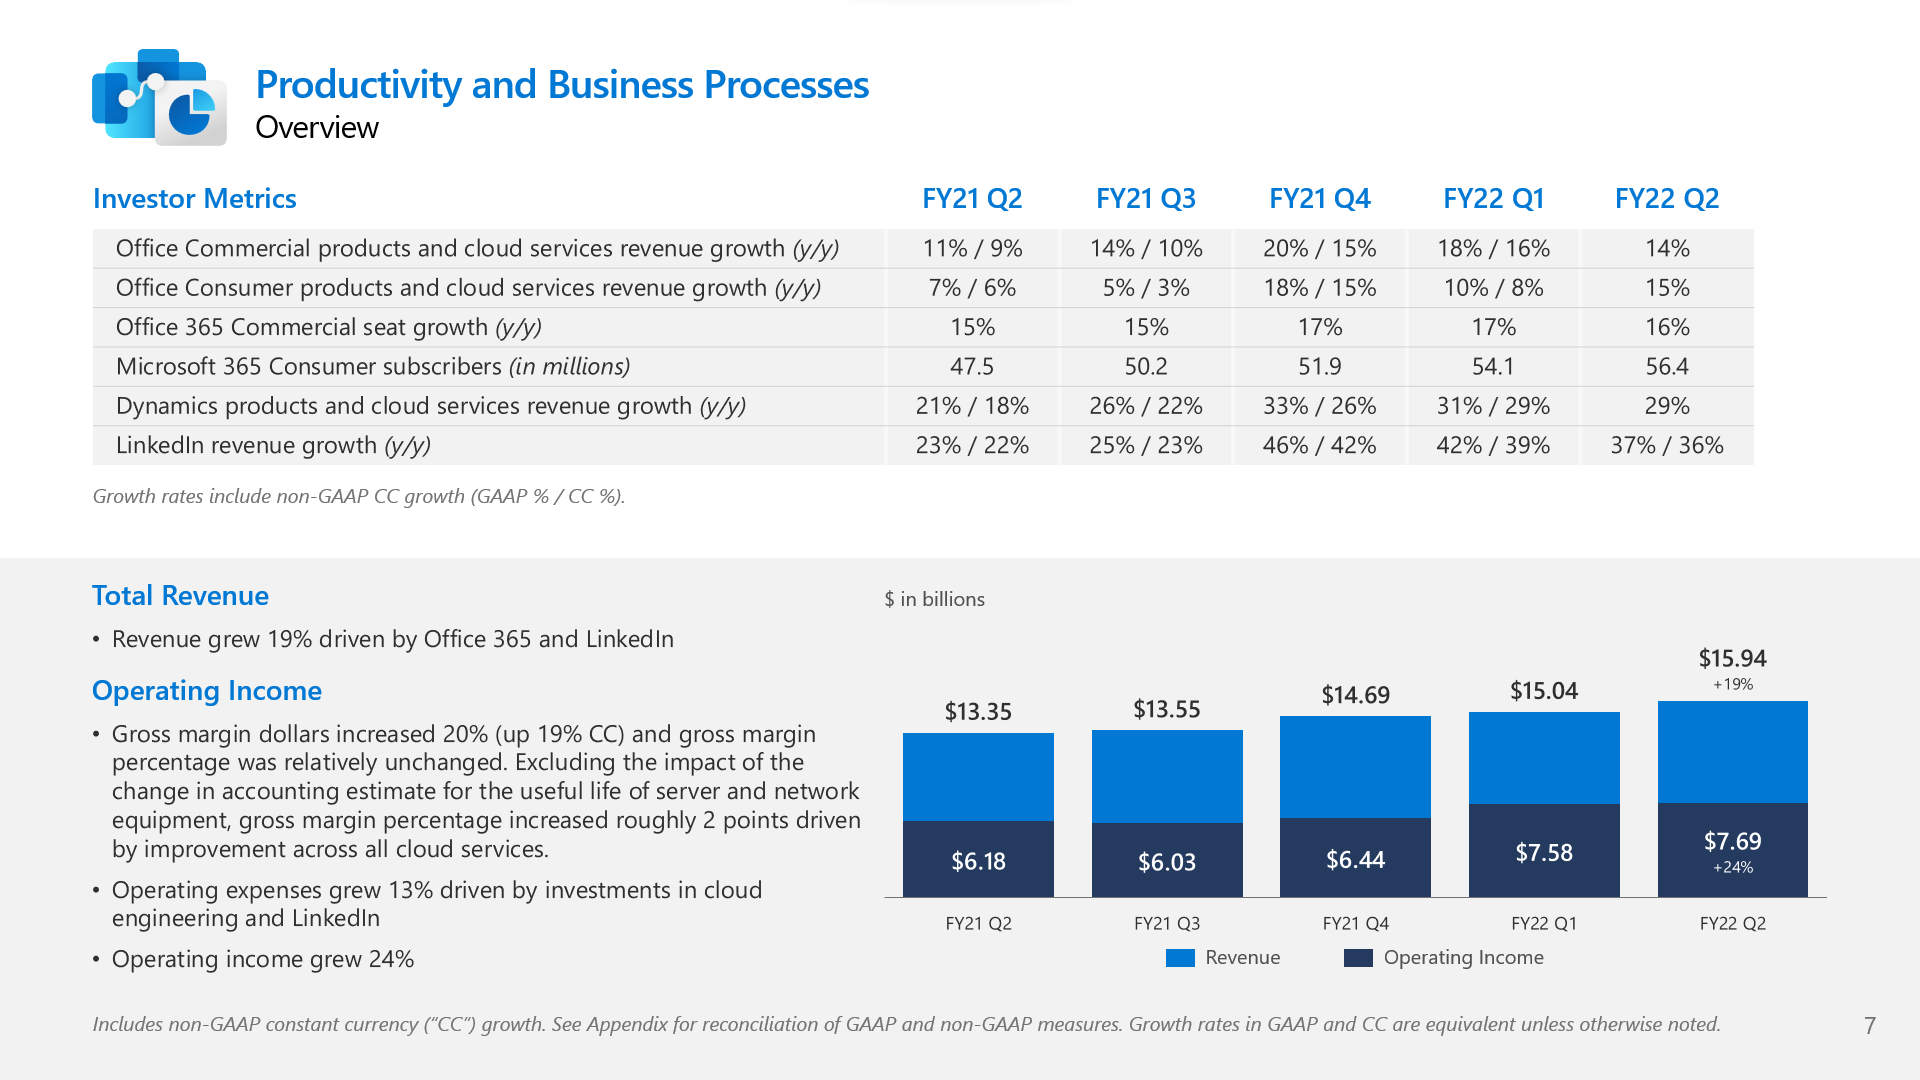 Productivity and Business Processes
Overview
Investor Metrics FY21 Q2 FY21 Q3 FY21 Q4 FY22 Q1 FY22 Q2
Office Commercial products and cloud services revenue growth (y/y) 11% / 9% 14% / 10% 20% / 15% 18% / 16% 14%
Office Consumer products and cloud services revenue growth (y/y) 7% / 6% 5% / 3% 18% / 15% 10% / 8% 15%
Office 365 Commercial seat growth (y/y) 15% 15% 17% 17% 16%
Microsoft 365 Consumer subscribers (in millions) 47.5 50.2 51.9 54.1 56.4
Dynamics products and cloud services revenue growth (y/y) 21% / 18% 26% / 22% 33% / 26% 31% / 29% 29%
LinkedIn revenue growth (y/y) 23% / 22% 25% / 23% 46% / 42% 42% / 39% 37% / 36%
Growth rates include non-GAAP CC growth (GAAP % / CC %).
Total Revenue
• Revenue grew 19% driven by Office 365 and LinkedIn
Operating Income
• Gross margin dollars increased 20% (up 19% CC) and gross margin
percentage was relatively unchanged. Excluding the impact of the
change in accounting estimate for the useful life of server and network
equipment, gross margin percentage increased roughly 2 points driven
by improvement across all cloud services.
• Operating expenses grew 13% driven by investments in cloud
engineering and LinkedIn
• Operating income grew 24%
$ in billions
$13.35 $13.55 $14.69 $15.04 $15.94
+19%
$6.18 $6.03 $6.44 $7.58 $7.69
+24%
FY21 Q2 FY21 Q3 FY21 Q4 FY22 Q1 FY22 Q2
Revenue Operating Income
Includes non-GAAP constant currency (“CC”) growth. See Appendix for reconciliation of GAAP and non-GAAP measures. Growth rates in GAAP and CC are equivalent unless otherwise noted.
7